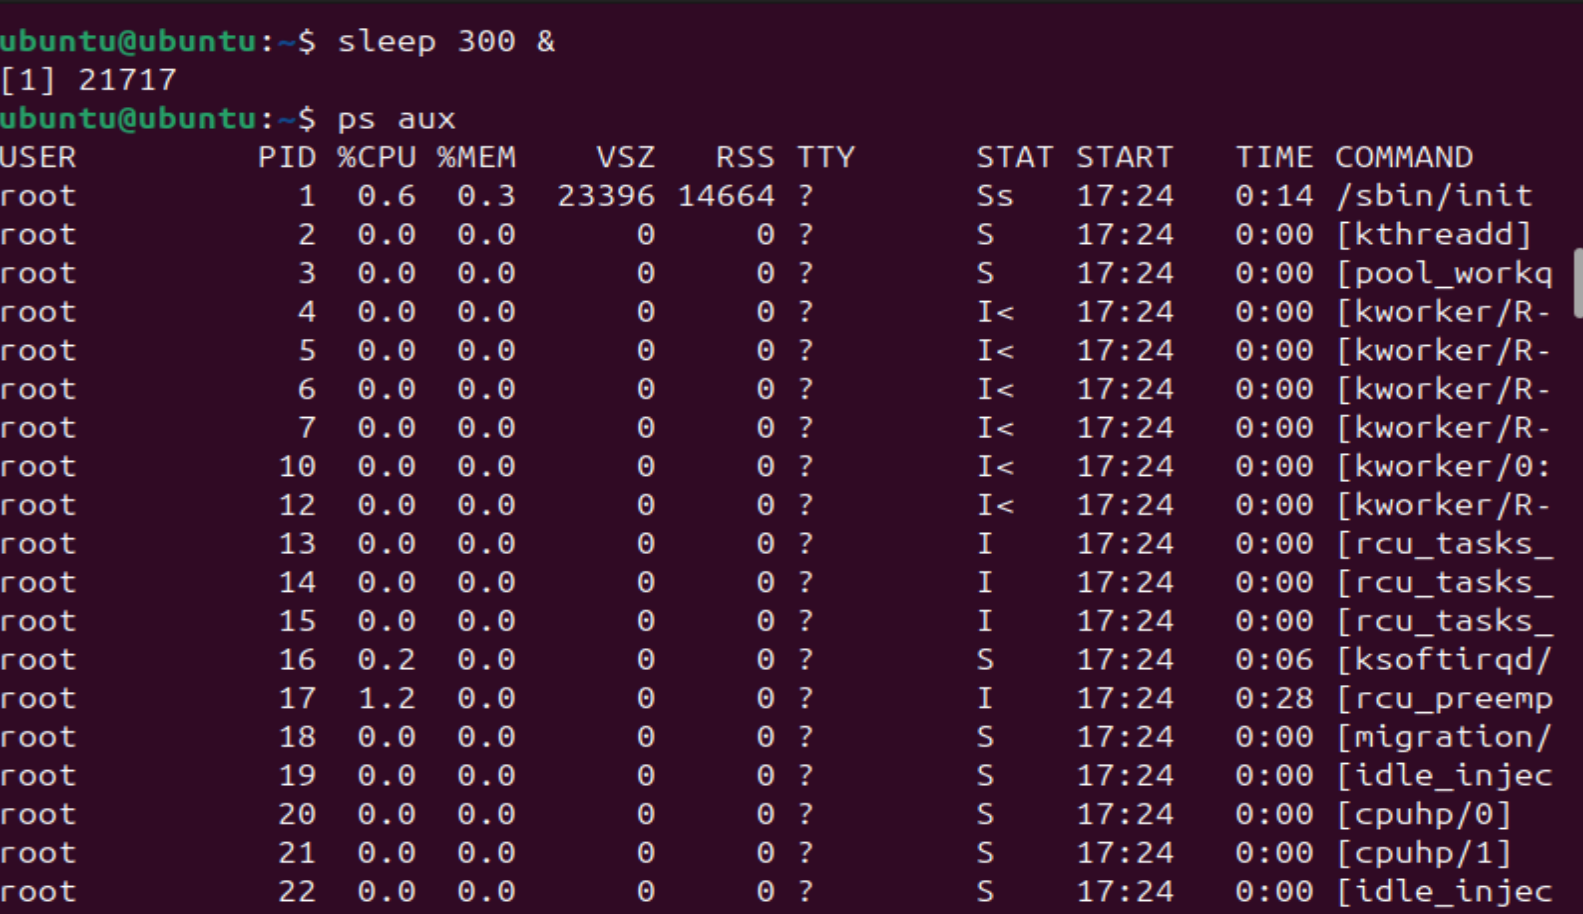 ubuntu@ubuntu:~$ sleep 300 &
[1] 21717
ubuntu@ubuntu:~$ ps aux
USER         PID %CPU %MEM    VSZ   RSS TTY      STAT START   TIME COMMAND
root           1  0.6  0.3  23396 14664 ?        Ss   17:24   0:14 /sbin/init
root           2  0.0  0.0      0     0 ?        S    17:24   0:00 [kthreadd]
root           3  0.0  0.0      0     0 ?        S    17:24   0:00 [pool_workq
root           4  0.0  0.0      0     0 ?        I<   17:24   0:00 [kworker/R-
root           5  0.0  0.0      0     0 ?        I<   17:24   0:00 [kworker/R-
root           6  0.0  0.0      0     0 ?        I<   17:24   0:00 [kworker/R-
root           7  0.0  0.0      0     0 ?        I<   17:24   0:00 [kworker/R-
root          10  0.0  0.0      0     0 ?        I<   17:24   0:00 [kworker/0:
root          12  0.0  0.0      0     0 ?        I<   17:24   0:00 [kworker/R-
root          13  0.0  0.0      0     0 ?        I    17:24   0:00 [rcu_tasks_
root          14  0.0  0.0      0     0 ?        I    17:24   0:00 [rcu_tasks_
root          15  0.0  0.0      0     0 ?        I    17:24   0:00 [rcu_tasks_
root          16  0.2  0.0      0     0 ?        S    17:24   0:06 [ksoftirqd/
root          17  1.2  0.0      0     0 ?        I    17:24   0:28 [rcu_preemp
root          18  0.0  0.0      0     0 ?        S    17:24   0:00 [migration/
root          19  0.0  0.0      0     0 ?        S    17:24   0:00 [idle_injec
root          20  0.0  0.0      0     0 ?        S    17:24   0:00 [cpuhp/0]
root          21  0.0  0.0      0     0 ?        S    17:24   0:00 [cpuhp/1]
root          22  0.0  0.0      0     0 ?        S    17:24   0:00 [idle_injec